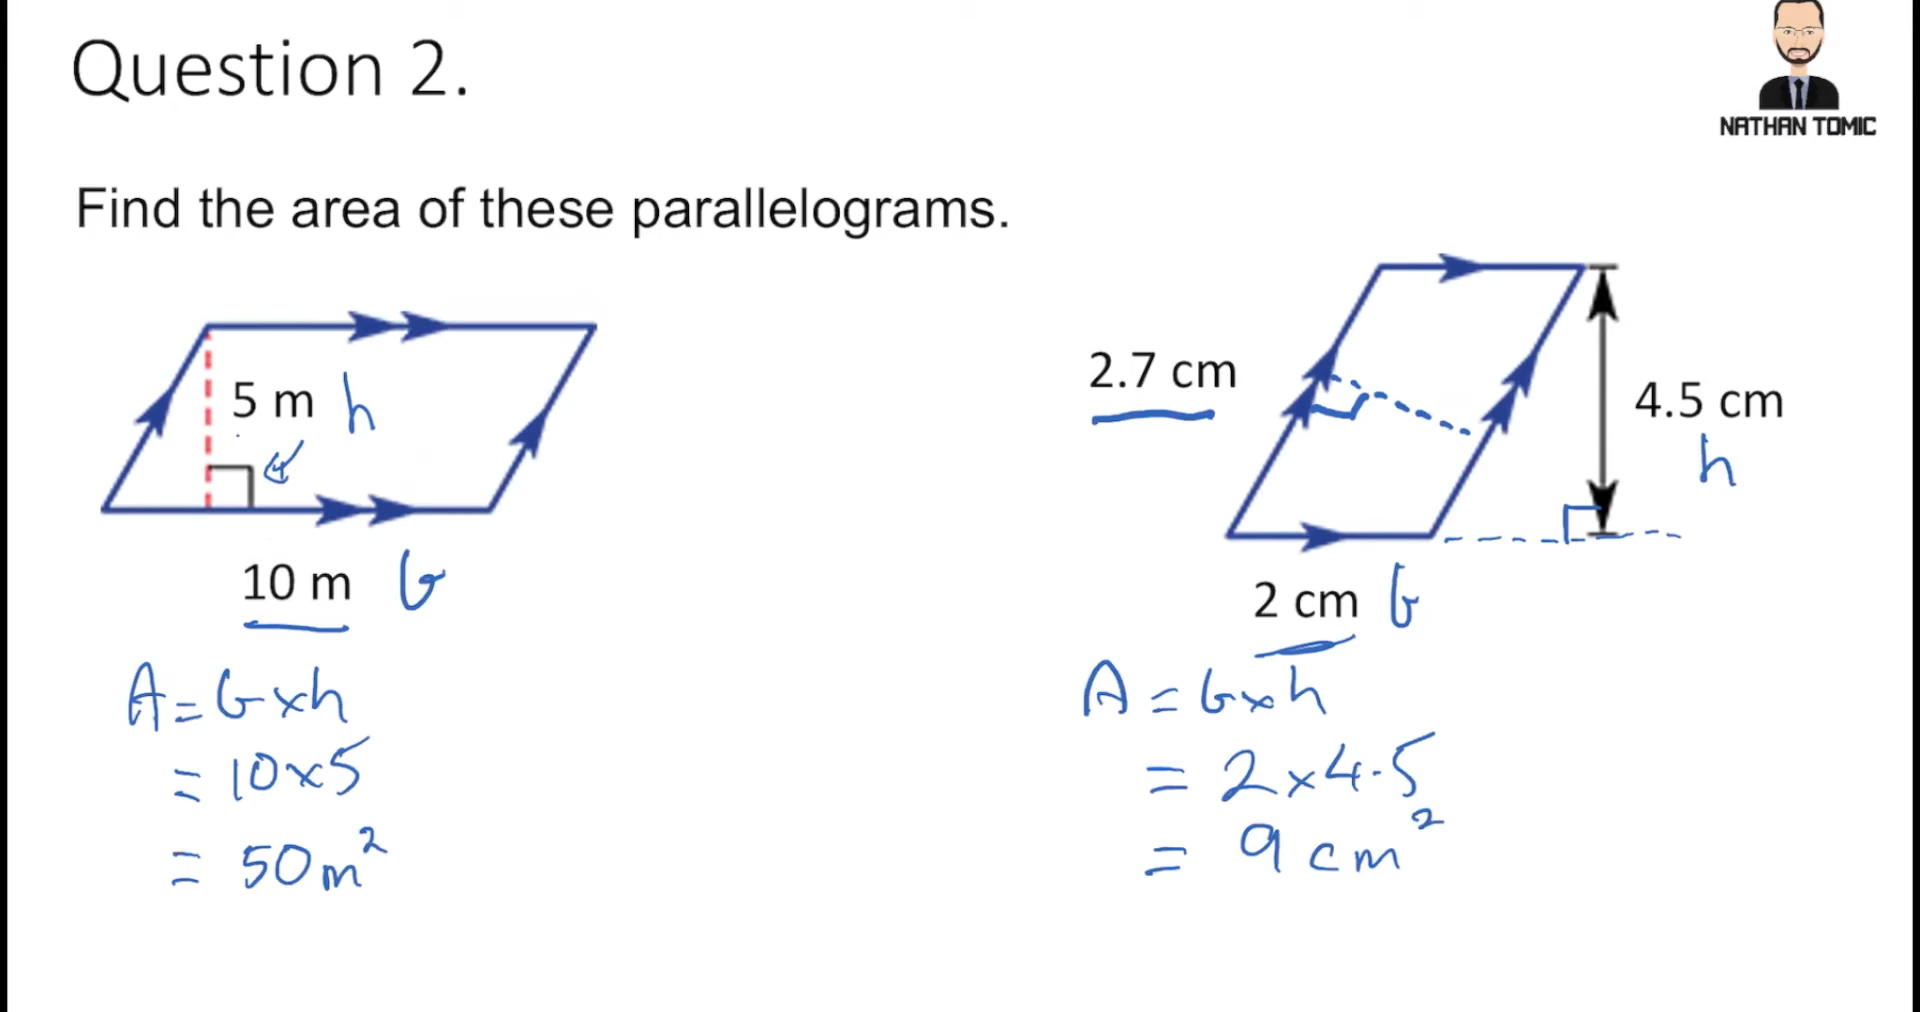 Question 2.
NATHAN TOMIC
Find the area of these parallelograms.
5 m h
10 m b
A = b × h
= 10 × 5
= 50 m²
2.7 cm
4.5 cm
h
2 cm b
A = b × h
= 2 × 4.5
= 9 cm²